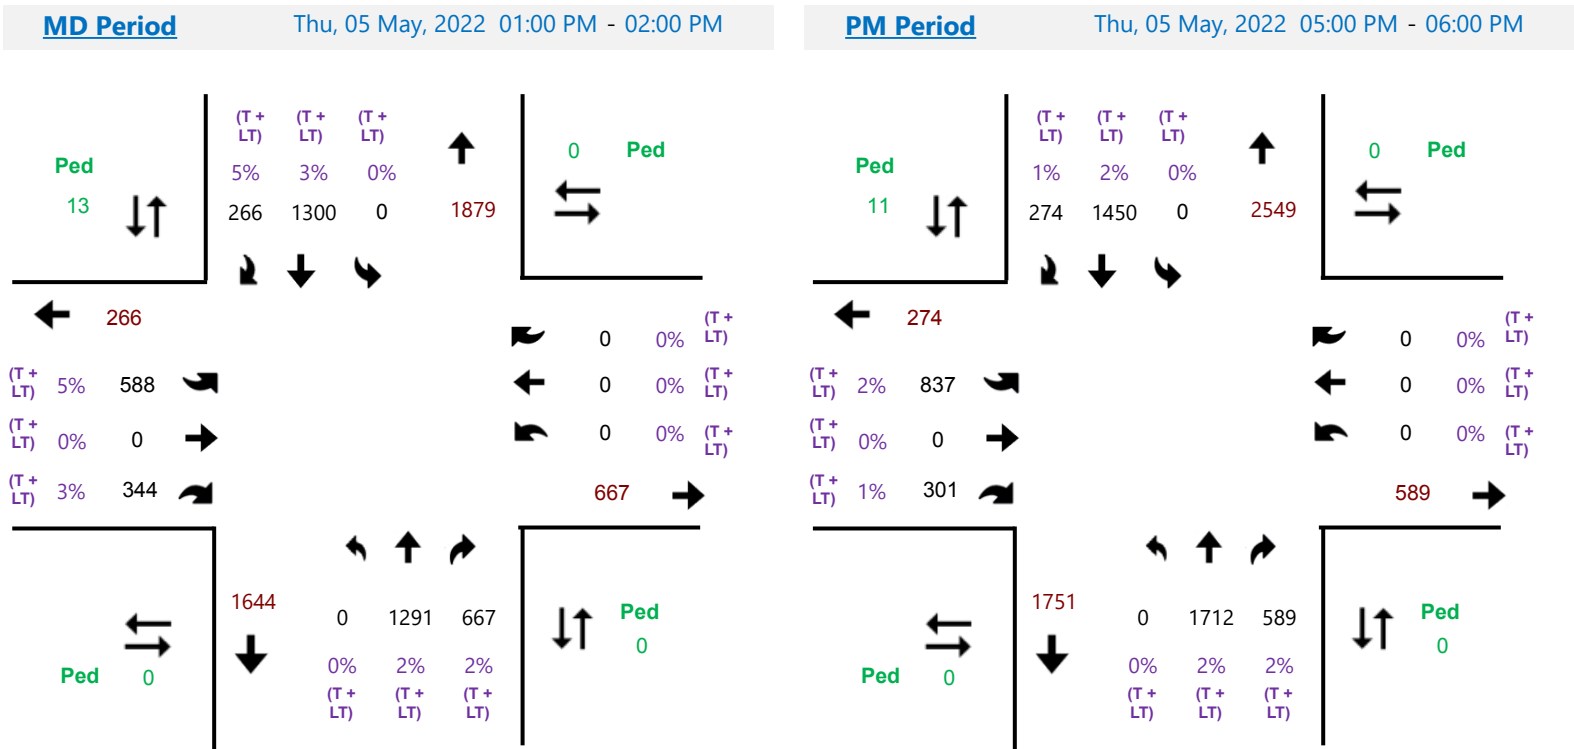 MD Period Thu, 05 May, 2022 01:00 PM - 02:00 PM
(T + LT) (T + LT) (T + LT)
0 Ped
Ped
5% 3% 0%
13
266 1300 0 1879
266
0 0% (T + LT)
(T + LT) 5% 588
0 0% (T + LT)
(T + LT) 0% 0
0 0% (T + LT)
(T + LT) 3% 344
667
1644
0 1291 667
Ped
0
0% 2% 2%
Ped 0
(T + LT) (T + LT) (T + LT)
PM Period Thu, 05 May, 2022 05:00 PM - 06:00 PM
(T + LT) (T + LT) (T + LT)
0 Ped
Ped
1% 2% 0%
11
274 1450 0 2549
274
0 0% (T + LT)
(T + LT) 2% 837
0 0% (T + LT)
(T + LT) 0% 0
0 0% (T + LT)
(T + LT) 1% 301
589
1751
0 1712 589
Ped
0
0% 2% 2%
Ped 0
(T + LT) (T + LT) (T + LT)